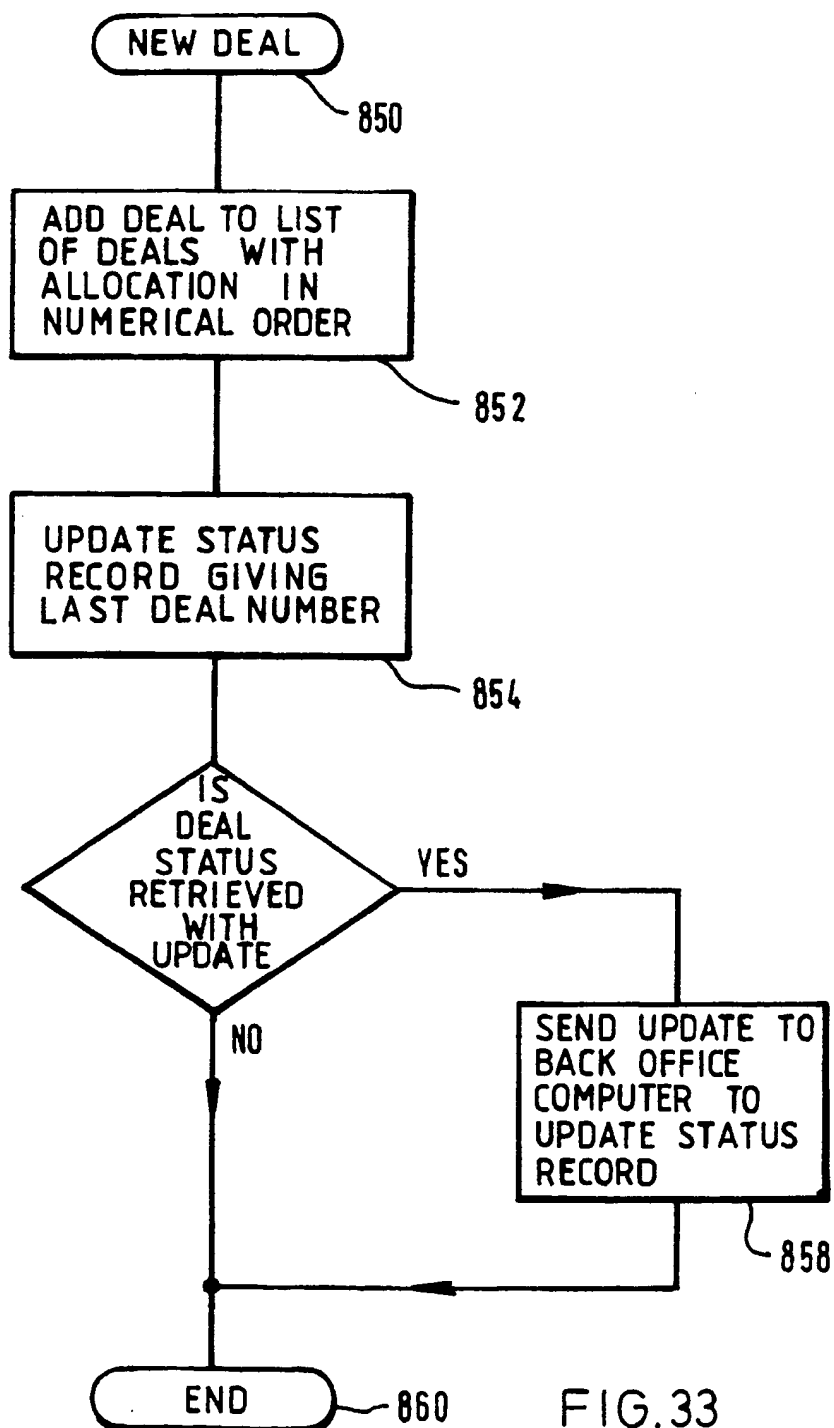 NEW DEAL
850
ADD DEAL TO LIST
OF DEALS WITH
ALLOCATION IN
NUMERICAL ORDER
852
UPDATE STATUS
RECORD GIVING
LAST DEAL NUMBER
854
IS
DEAL
STATUS
RETRIEVED
WITH
UPDATE
YES
NO
SEND UPDATE TO
BACK OFFICE
COMPUTER TO
UPDATE STATUS
RECORD
858
END
860
FIG.33